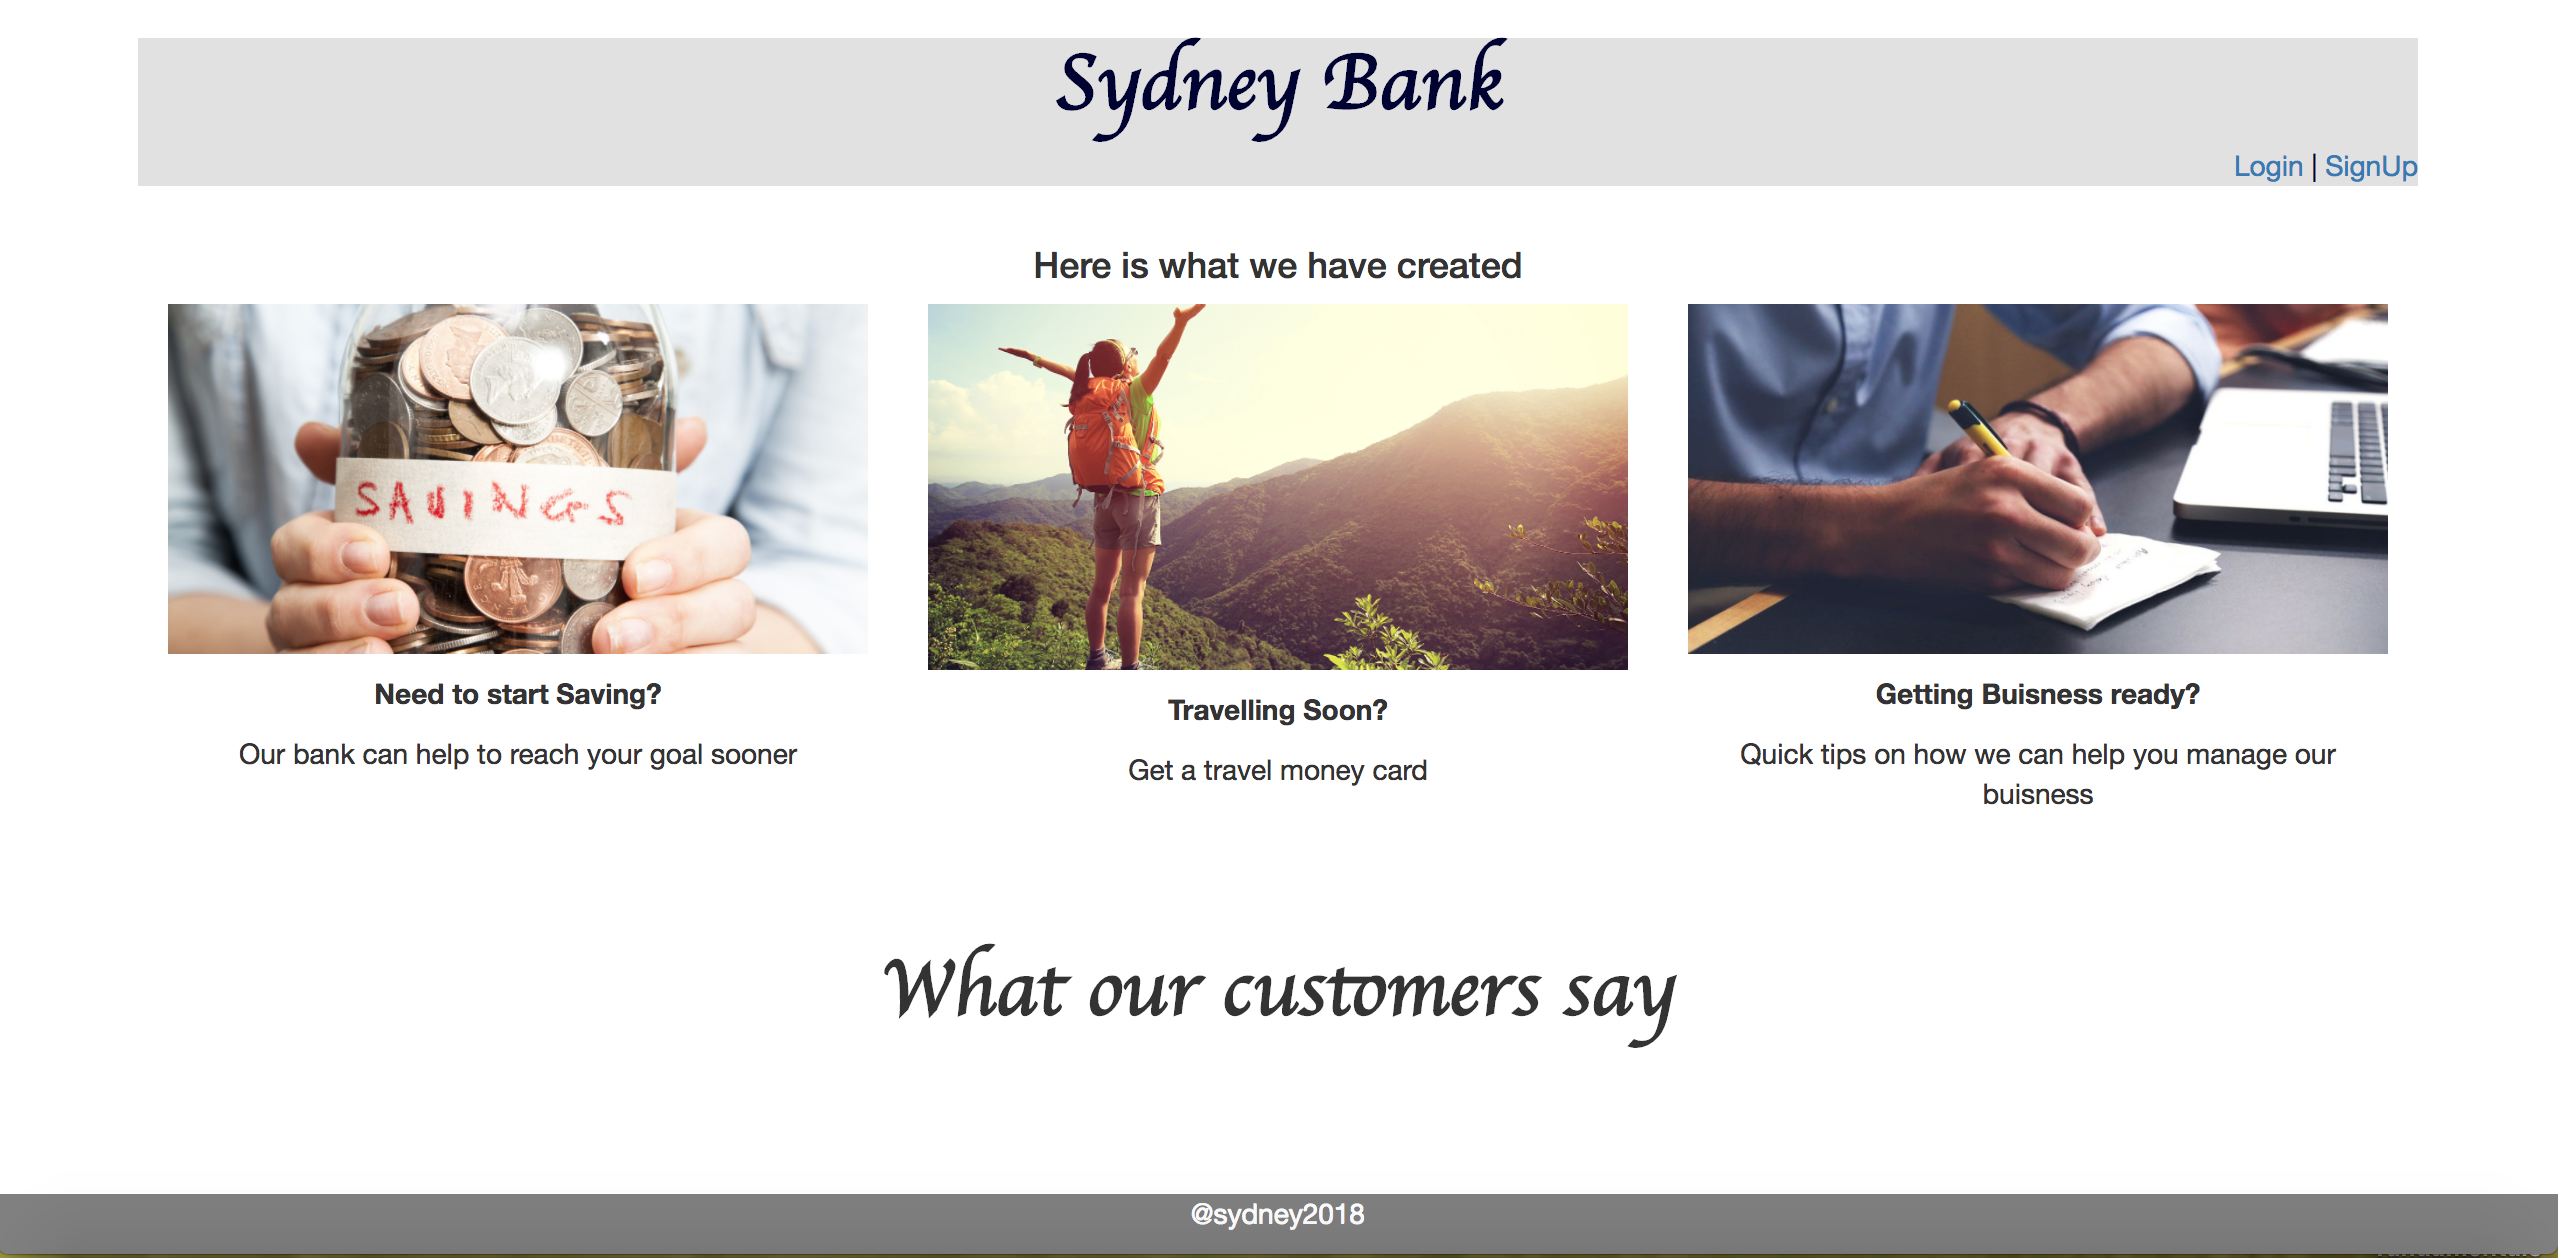 Sydney Bank
Login | SignUp
Here is what we have created
SAVINGS
Need to start Saving?
Our bank can help to reach your goal sooner
Travelling Soon?
Get a travel money card
Getting Buisness ready?
Quick tips on how we can help you manage our
buisness
What our customers say
@sydney2018